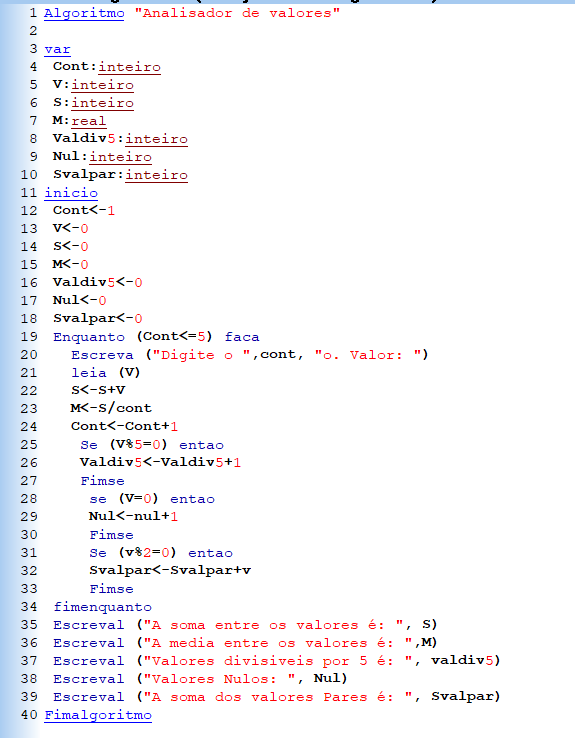 1 Algoritmo "Analisador de valores"
2
3 var
4 Cont:inteiro
5 V:inteiro
6 S:inteiro
7 M:real
8 Valdiv5:inteiro
9 Nul:inteiro
10 Svalpar:inteiro
11 inicio
12 Cont<-1
13 V<-0
14 S<-0
15 M<-0
16 Valdiv5<-0
17 Nul<-0
18 Svalpar<-0
19 Enquanto (Cont<=5) faca
20 Escreva ("Digite o ",cont, "o. Valor: ")
21 leia (V)
22 S<-S+V
23 M<-S/cont
24 Cont<-Cont+1
25 Se (V%5=0) entao
26 Valdiv5<-Valdiv5+1
27 Fimse
28 se (V=0) entao
29 Nul<-nul+1
30 Fimse
31 Se (v%2=0) entao
32 Svalpar<-Svalpar+v
33 Fimse
34 fimenquanto
35 Escreval ("A soma entre os valores é: ", S)
36 Escreval ("A media entre os valores é: ",M)
37 Escreval ("Valores divisiveis por 5 é: ", valdiv5)
38 Escreval ("Valores Nulos: ", Nul)
39 Escreval ("A soma dos valores Pares é: ", Svalpar)
40 Fimalgoritmo